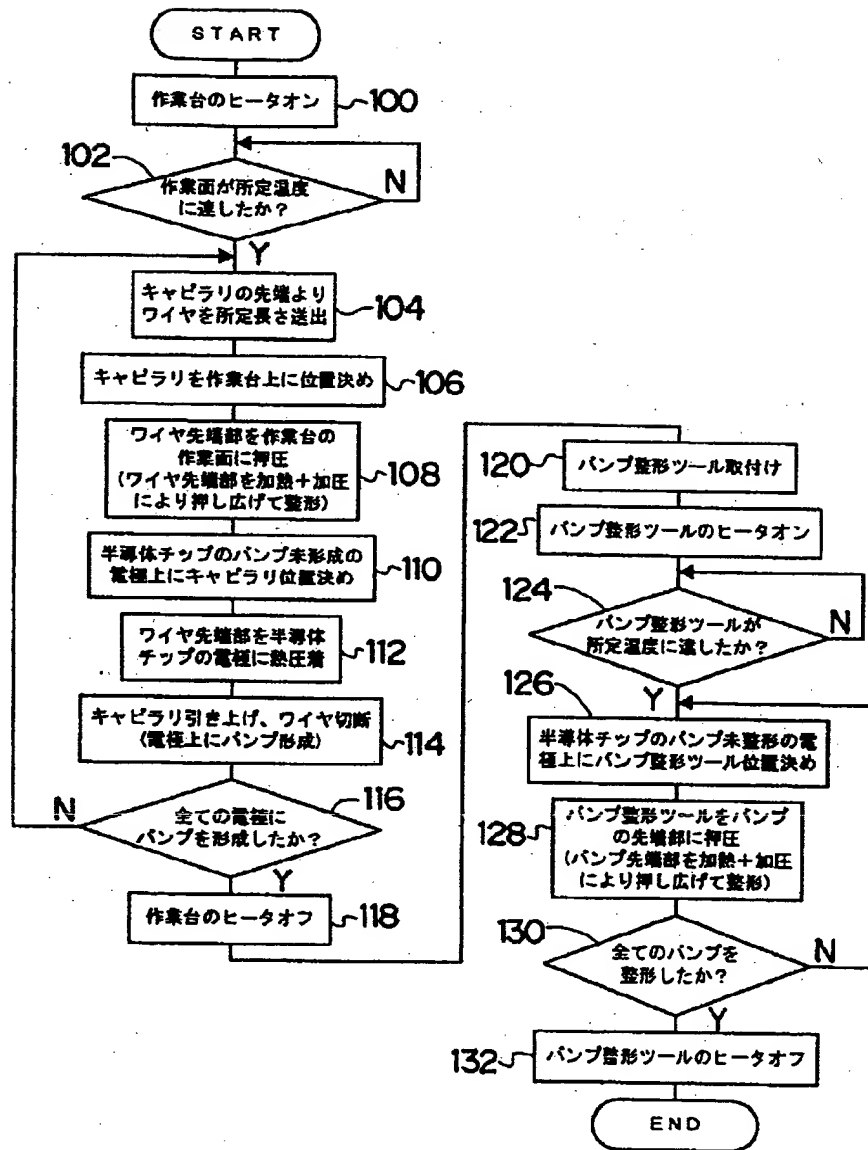 START
作業台のヒータオン
100
102
作業面が所定温度
に達したか?
N
Y
キャピラリの先端より
ワイヤを所定長さ送出
104
キャピラリを作業台上に位置決め
106
ワイヤ先端部を作業台の
作業面に押圧
(ワイヤ先端部を加熱+加圧
により押し広げて整形)
108
半導体チップのバンプ未形成の
電極上にキャピラリ位置決め
110
ワイヤ先端部を半導体
チップの電極に熱圧着
112
キャピラリ引き上げ、ワイヤ切断
(電極上にバンプ形成)
114
N
全ての電極に
バンプを形成したか?
116
Y
作業台のヒータオフ
118
120
バンプ整形ツール取付け
122
バンプ整形ツールのヒータオン
124
バンプ整形ツールが
所定温度に達したか?
N
126
Y
半導体チップのバンプ未整形の電
極上にバンプ整形ツール位置決め
128
バンプ整形ツールをバンプ
の先端部に押圧
(バンプ先端部を加熱+加圧
により押し広げて整形)
130
全てのバンプを
整形したか?
N
Y
132
バンプ整形ツールのヒータオフ
END